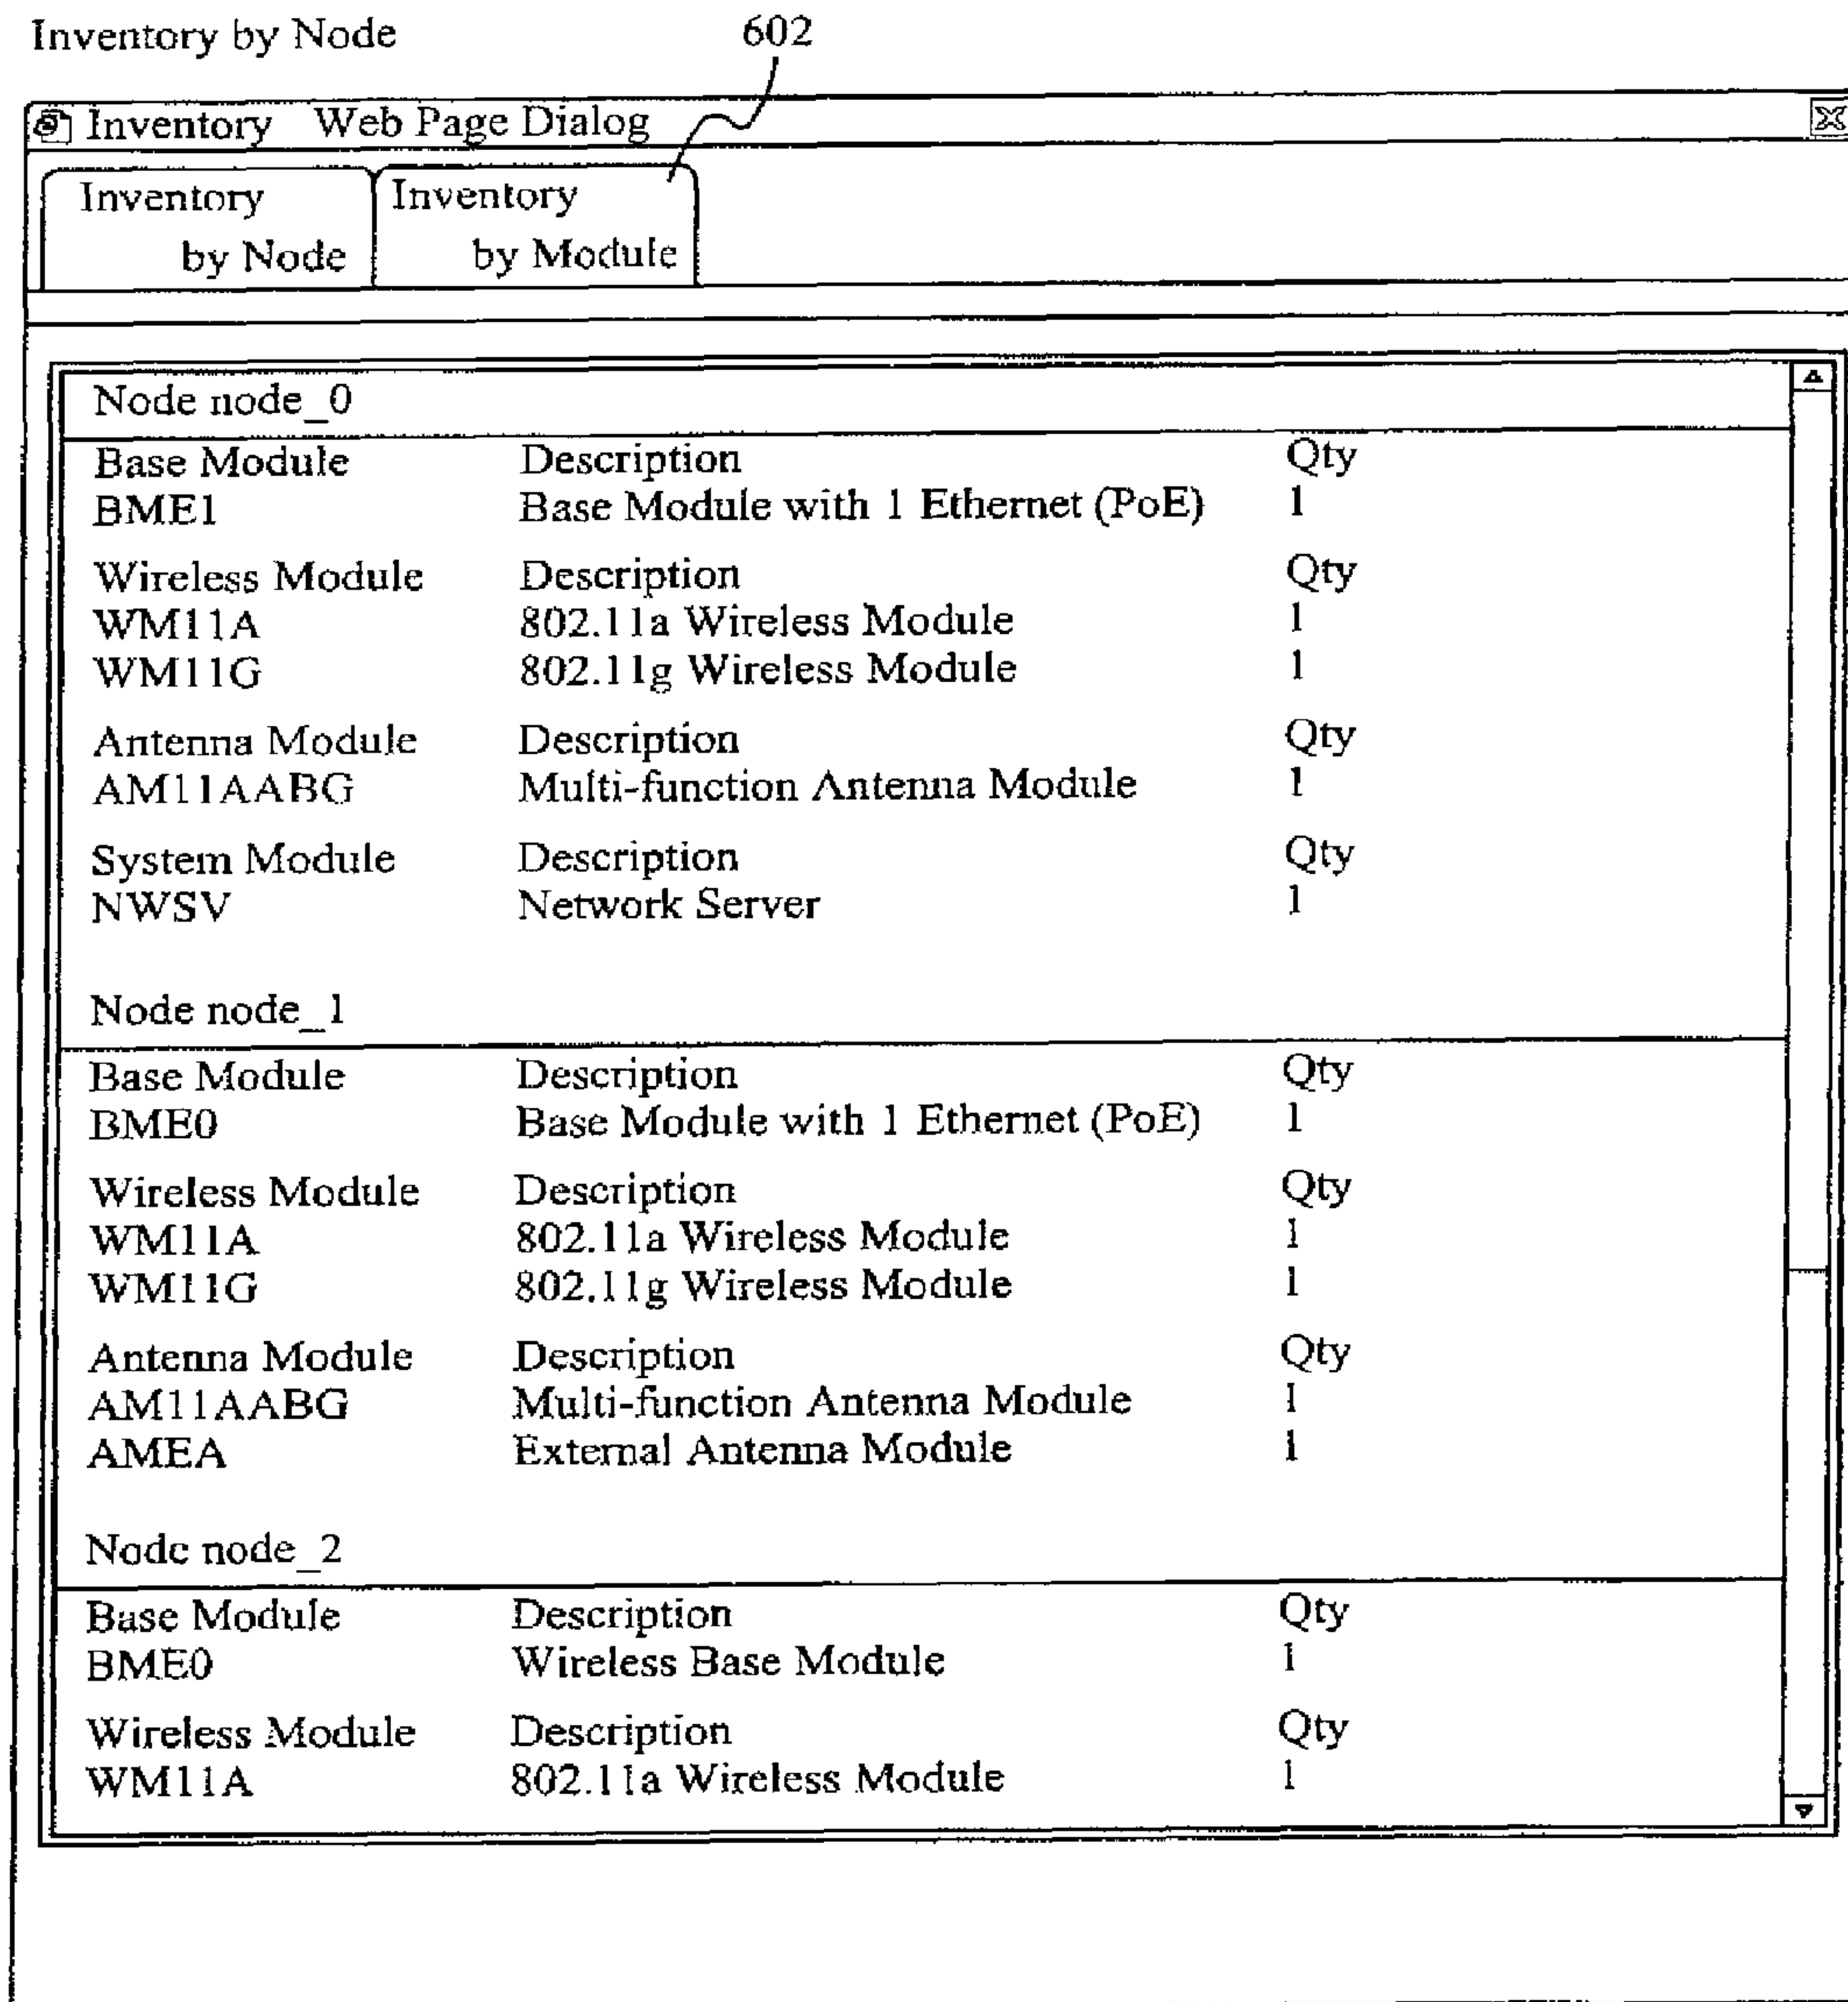 Inventory by Node
602
Inventory Web Page Dialog
Inventory by Node
Inventory by Module
Node node_0
Base Module Description Qty
BME1 Base Module with 1 Ethernet (PoE) 1
Wireless Module Description Qty
WM11A 802.11a Wireless Module 1
WM11G 802.11g Wireless Module 1
Antenna Module Description Qty
AM11AABG Multi-function Antenna Module 1
System Module Description Qty
NWSV Network Server 1
Node node_1
Base Module Description Qty
BME0 Base Module with 1 Ethernet (PoE) 1
Wireless Module Description Qty
WM11A 802.11a Wireless Module 1
WM11G 802.11g Wireless Module 1
Antenna Module Description Qty
AM11AABG Multi-function Antenna Module 1
AMEA External Antenna Module 1
Node node_2
Base Module Description Qty
BME0 Wireless Base Module 1
Wireless Module Description Qty
WM11A 802.11a Wireless Module 1